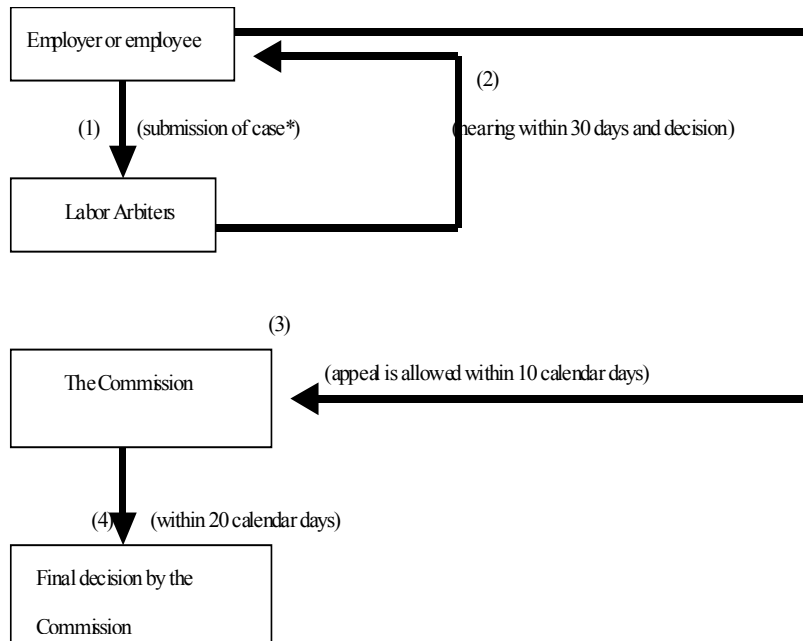 Employer or employee
(2)
(1) (submission of case*)
(hearing within 30 days and decision)
Labor Arbiters
(3)
The Commission
(appeal is allowed within 10 calendar days)
(4) (within 20 calendar days)
Final decision by the
Commission